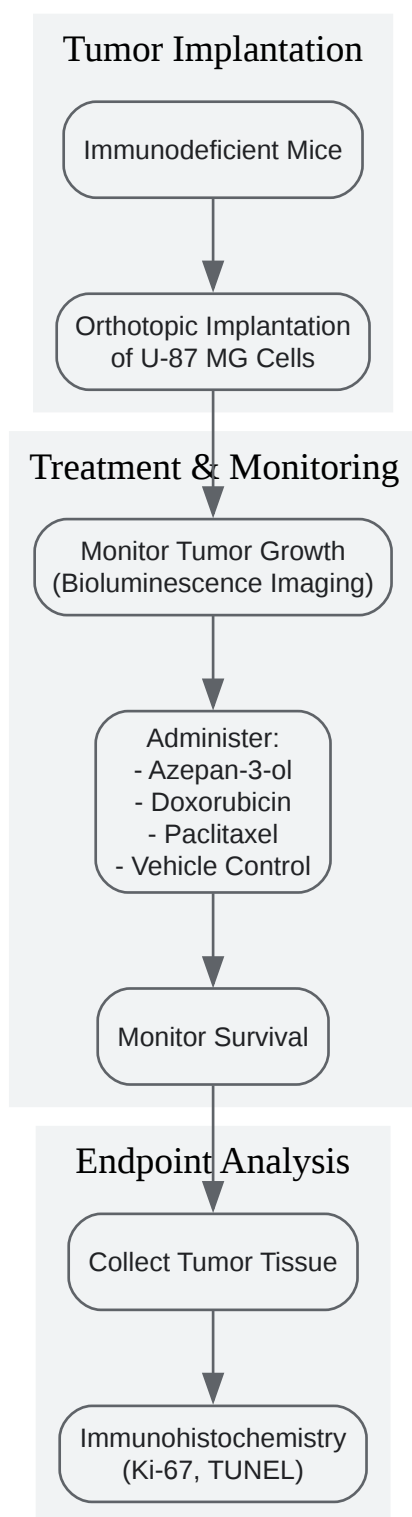 Tumor Implantation
Immunodeficient Mice
Orthotopic Implantation
of U-87 MG Cells
Treatment & Monitoring
Monitor Tumor Growth
(Bioluminescence Imaging)
Administer:
- Azepan-3-ol
- Doxorubicin
- Paclitaxel
- Vehicle Control
Monitor Survival
Endpoint Analysis
Collect Tumor Tissue
Immunohistochemistry
(Ki-67, TUNEL)